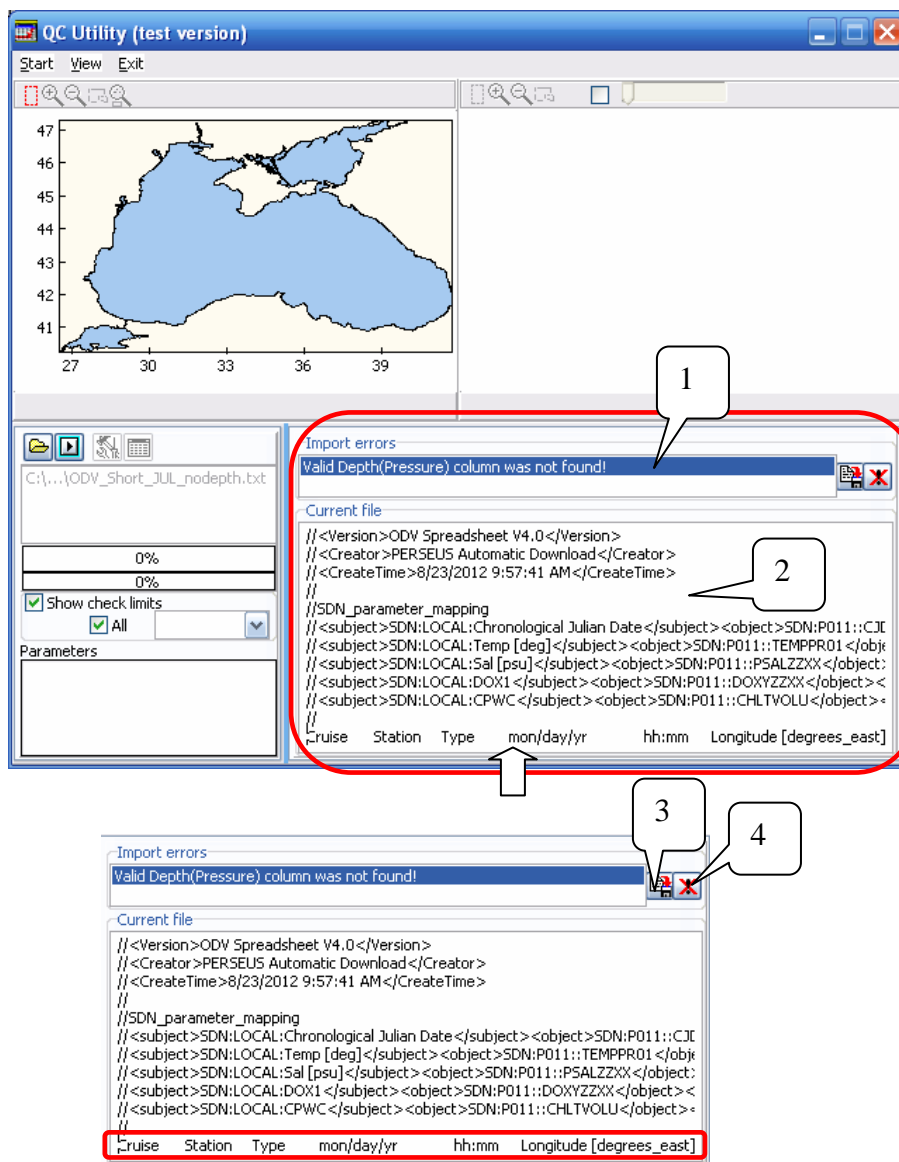 QC Utility (test version)
Start View Exit
47
46
45
44
43
42
41
27 30 33 36 39
1
C:\...\ODV_Short_JUL_nodepth.txt
0%
0%
Show check limits
All
Parameters
Import errors
Valid Depth(Pressure) column was not found!
Current file
//<Version>ODV Spreadsheet V4.0</Version>
//<Creator>PERSEUS Automatic Download</Creator>
//<CreateTime>8/23/2012 9:57:41 AM</CreateTime>
2
//
//SDN_parameter_mapping
//<subject>SDN:LOCAL:Chronological Julian Date</subject><object>SDN:P011::CJD
//<subject>SDN:LOCAL:Temp [deg]</subject><object>SDN:P011::TEMPPR01</obje
//<subject>SDN:LOCAL:Sal [psu]</subject><object>SDN:P011::PSALZZXX</object>
//<subject>SDN:LOCAL:DOX1</subject><object>SDN:P011::DOXYZZXX</object><
//<subject>SDN:LOCAL:CPWC</subject><object>SDN:P011::CHLTVOLU</object><
//
Cruise Station Type mon/day/yr hh:mm Longitude [degrees_east]
3
4
Import errors
Valid Depth(Pressure) column was not found!
Current file
//<Version>ODV Spreadsheet V4.0</Version>
//<Creator>PERSEUS Automatic Download</Creator>
//<CreateTime>8/23/2012 9:57:41 AM</CreateTime>
//
//SDN_parameter_mapping
//<subject>SDN:LOCAL:Chronological Julian Date</subject><object>SDN:P011::CJD
//<subject>SDN:LOCAL:Temp [deg]</subject><object>SDN:P011::TEMPPR01</obje
//<subject>SDN:LOCAL:Sal [psu]</subject><object>SDN:P011::PSALZZXX</object>
//<subject>SDN:LOCAL:DOX1</subject><object>SDN:P011::DOXYZZXX</object><
//<subject>SDN:LOCAL:CPWC</subject><object>SDN:P011::CHLTVOLU</object><
//
Cruise Station Type mon/day/yr hh:mm Longitude [degrees_east]